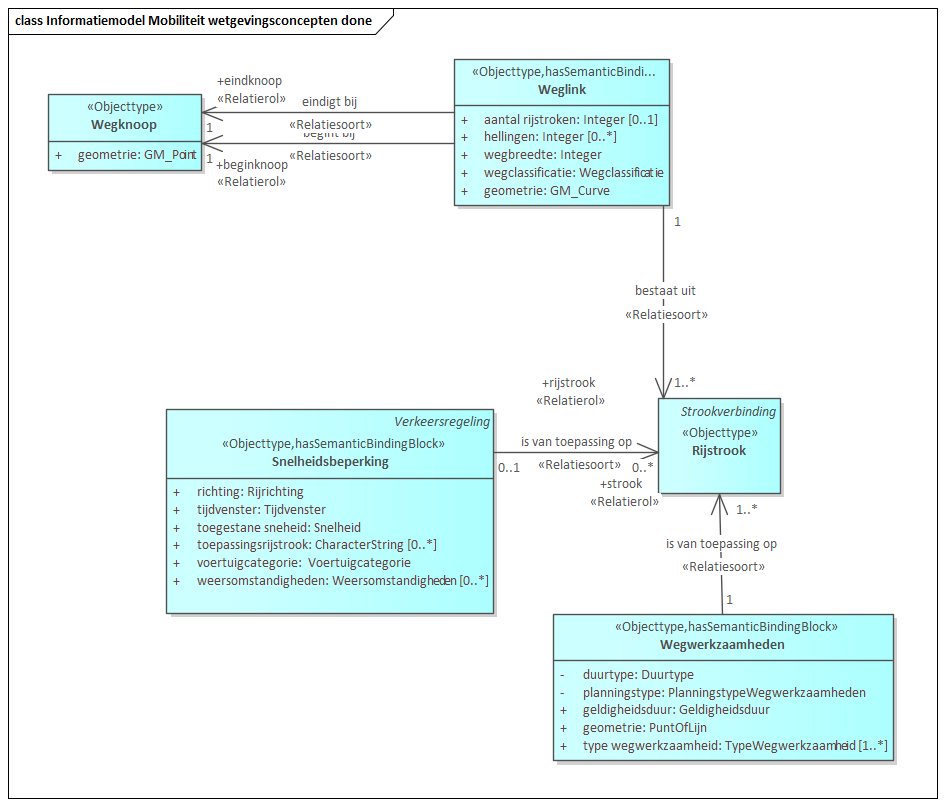 class Informatiemodel Mobiliteit wetgevingsconcepten done
«Objecttype»
Wegknoop
+ geometrie: GM_Point
+eindknoop
«Relatierol»
1
eindigt bij
«Relatiesoort»
begint bij
«Relatiesoort»
1
+beginknoop
«Relatierol»
«Objecttype,hasSemanticBindi...
Weglink
+ aantal rijstroken: Integer [0..1]
+ hellingen: Integer [0..*]
+ wegbreedte: Integer
+ wegclassificatie: Wegclassificatie
+ geometrie: GM_Curve
1
bestaat uit
«Relatiesoort»
1..*
+rijstrook
«Relatierol»
Verkeersregeling
«Objecttype,hasSemanticBindingBlock»
Snelheidsbeperking
+ richting: Rijrichting
+ tijdvenster: Tijdvenster
+ toegestane sneheid: Snelheid
+ toepassingsrijstrook: CharacterString [0..*]
+ voertuigcategorie: Voertuigcategorie
+ weersomstandigheden: Weersomstandigheden [0..*]
is van toepassing op
0..1
«Relatiesoort»
0..*
+strook
«Relatierol»
Strookverbinding
«Objecttype»
Rijstrook
1..*
is van toepassing op
«Relatiesoort»
1
«Objecttype,hasSemanticBindingBlock»
Wegwerkzaamheden
- duurtype: Duurtype
- planningstype: PlanningstypeWegwerkzaamheden
+ geldigheidsduur: Geldigheidsduur
+ geometrie: PuntOfLijn
+ type wegwerkzaamheid: TypeWegwerkzaamheid [1..*]